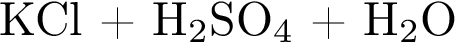 KCl + H₂SO₄ + H₂O